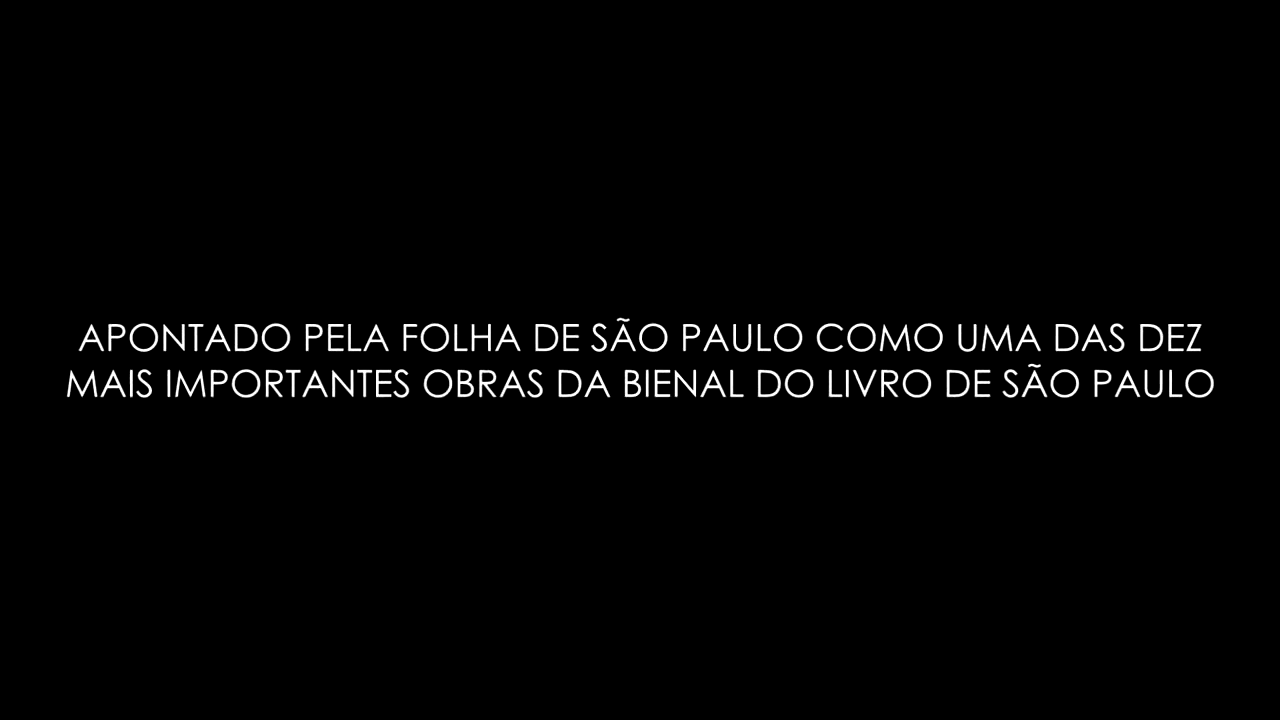 APONTADO PELA FOLHA DE SÃO PAULO COMO UMA DAS DEZ
MAIS IMPORTANTES OBRAS DA BIENAL DO LIVRO DE SÃO PAULO